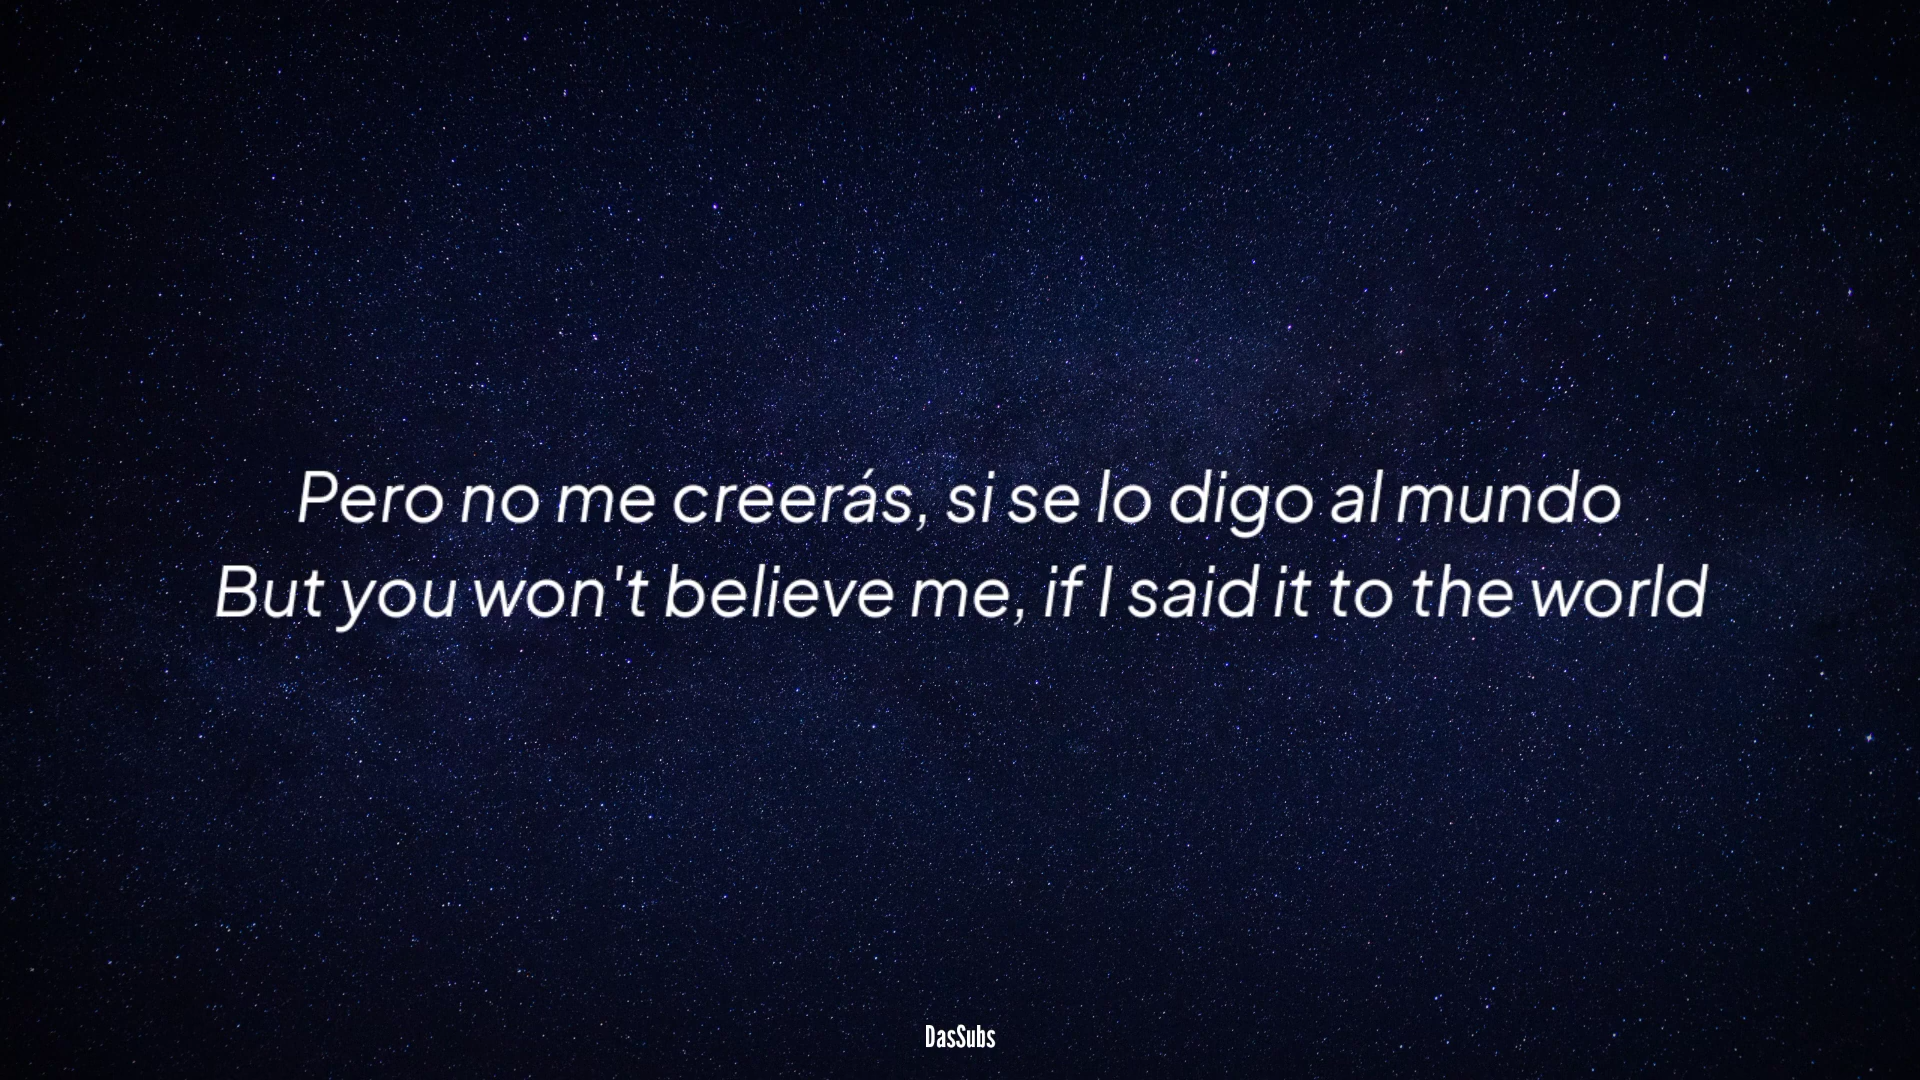 Pero no me creerás, si se lo digo al mundo
But you won't believe me, if I said it to the world
DasSubs